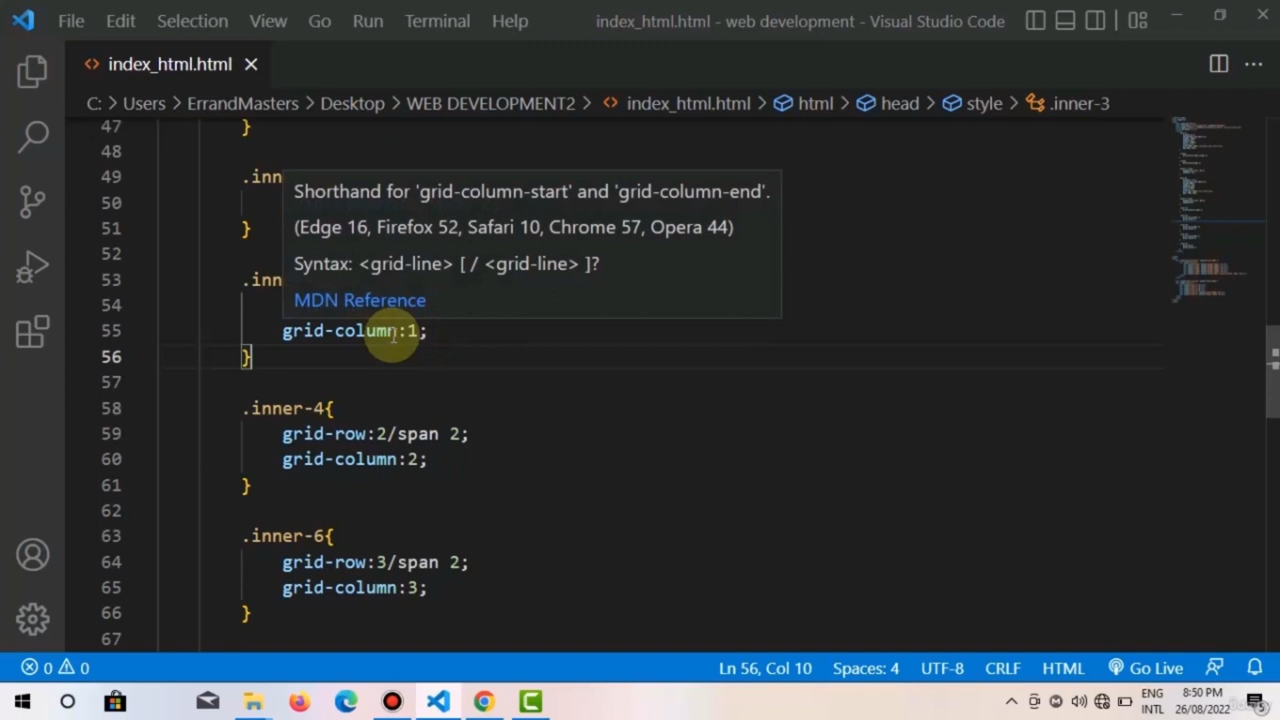 File Edit Selection View Go Run Terminal Help index_html.html - web development - Visual Studio Code
index_html.html
C: > Users > ErrandMasters > Desktop > WEB DEVELOPMENT2 > index_html.html > html > head > style > .inner-3
47 }
48
49 .inn
Shorthand for 'grid-column-start' and 'grid-column-end'.
50
(Edge 16, Firefox 52, Safari 10, Chrome 57, Opera 44)
51 }
52
Syntax: <grid-line> [ / <grid-line> ]?
53 .inn
MDN Reference
54
55 grid-column:1;
56 }
57
58 .inner-4{
59 grid-row:2/span 2;
60 grid-column:2;
61 }
62
63 .inner-6{
64 grid-row:3/span 2;
65 grid-column:3;
66 }
67
0 0 Ln 56, Col 10 Spaces: 4 UTF-8 CRLF HTML Go Live
ENG 8:50 PM
INTL 26/08/2022